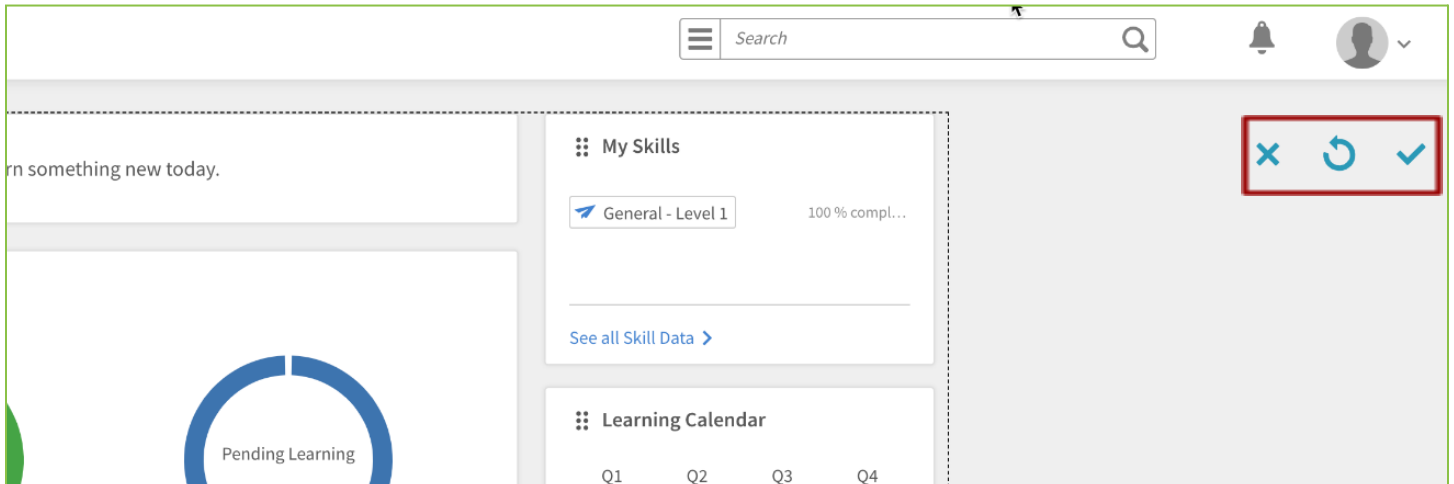 Search
rn something new today.
My Skills
General - Level 1
100 % compl...
See all Skill Data
Pending Learning
Learning Calendar
Q1 Q2 Q3 Q4